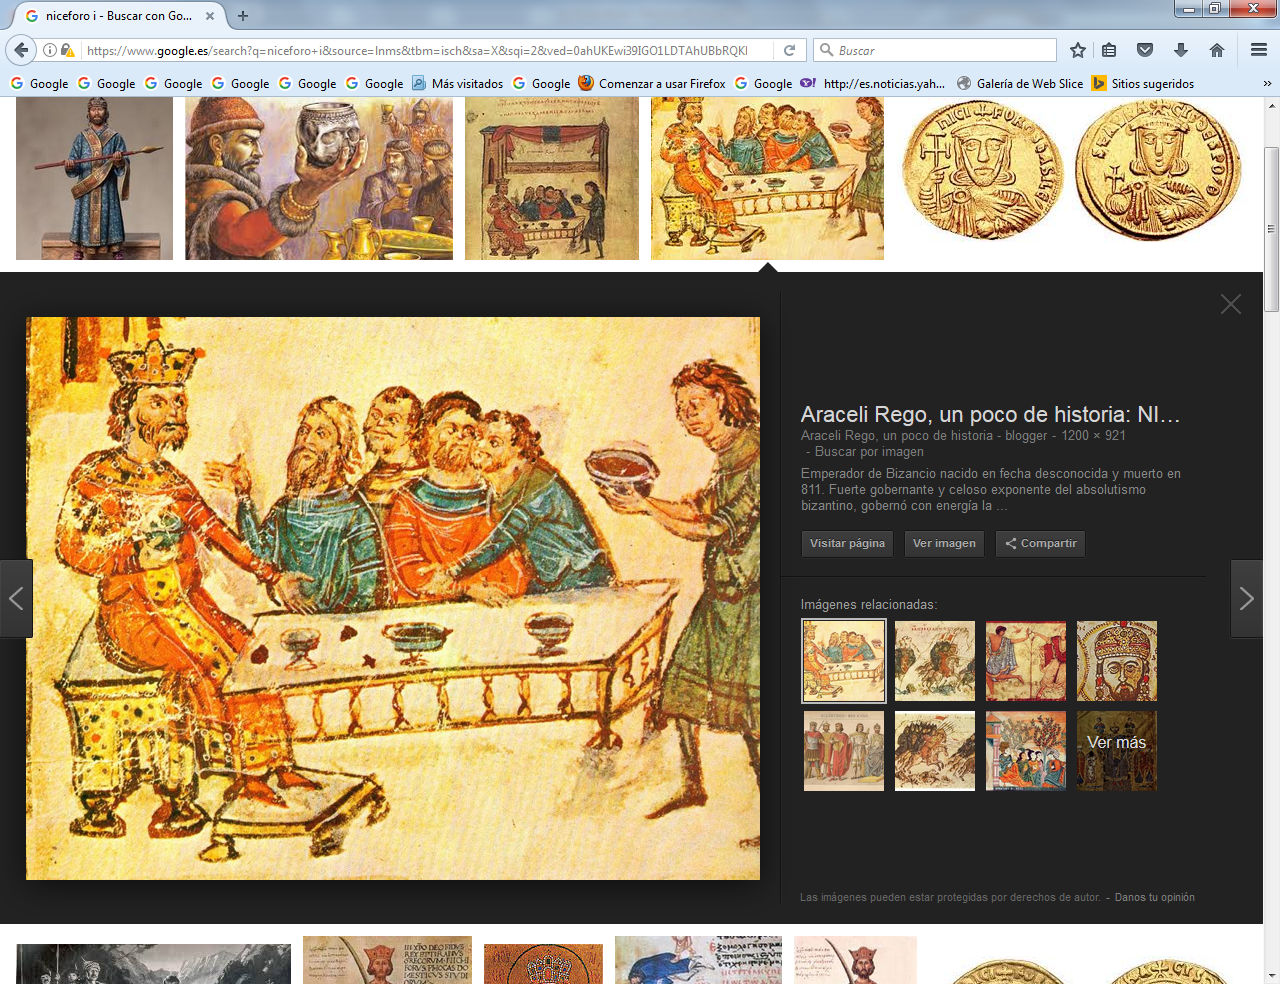 niceforo i - Buscar con Go...
https://www.google.es/search?q=niceforo+i&source=lnms&tbm=isch&sa=X&sqi=2&ved=0ahUKEwi39IGO1LDTAhUBbRQKI
Buscar
Google Google Google Google Google Google Más visitados Google Comenzar a usar Firefox Google http://es.noticias.yah... Galería de Web Slice Sitios sugeridos »
Araceli Rego, un poco de historia: NI...
Araceli Rego, un poco de historia - blogger - 1200 × 921
- Buscar por imagen
Emperador de Bizancio nacido en fecha desconocida y muerto en
811. Fuerte gobernante y celoso exponente del absolutismo
bizantino, gobernó con energía la ...
Visitar página Ver imagen Compartir
Imágenes relacionadas:
Ver más
Las imágenes pueden estar protegidas por derechos de autor. - Danos tu opinión